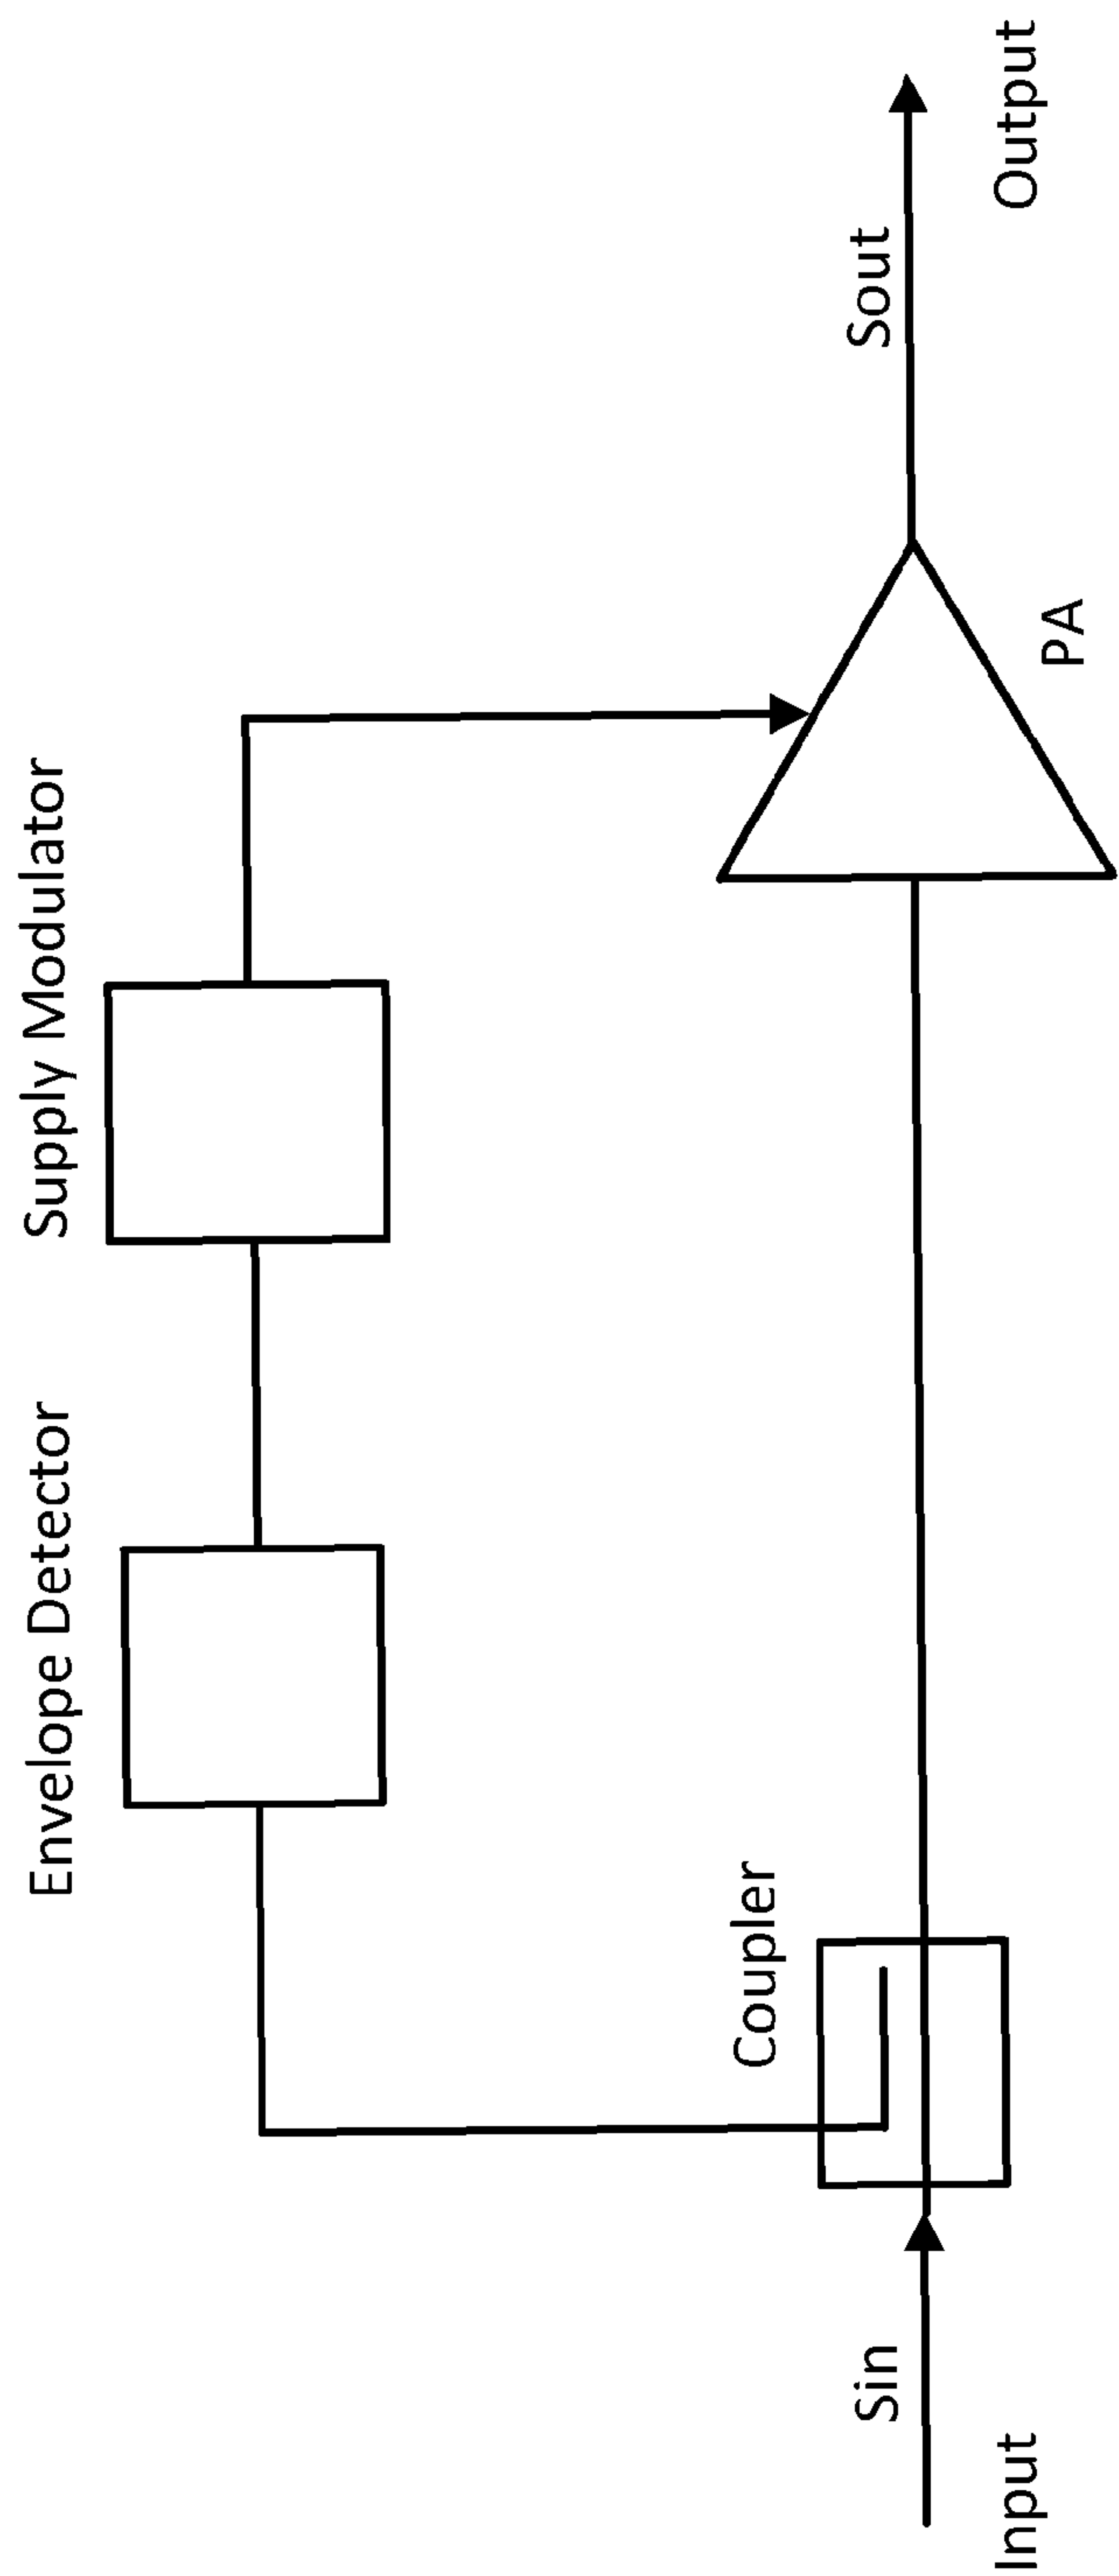 Envelope Detector
Supply Modulator
Coupler
Sin
Sout
Input
PA
Output